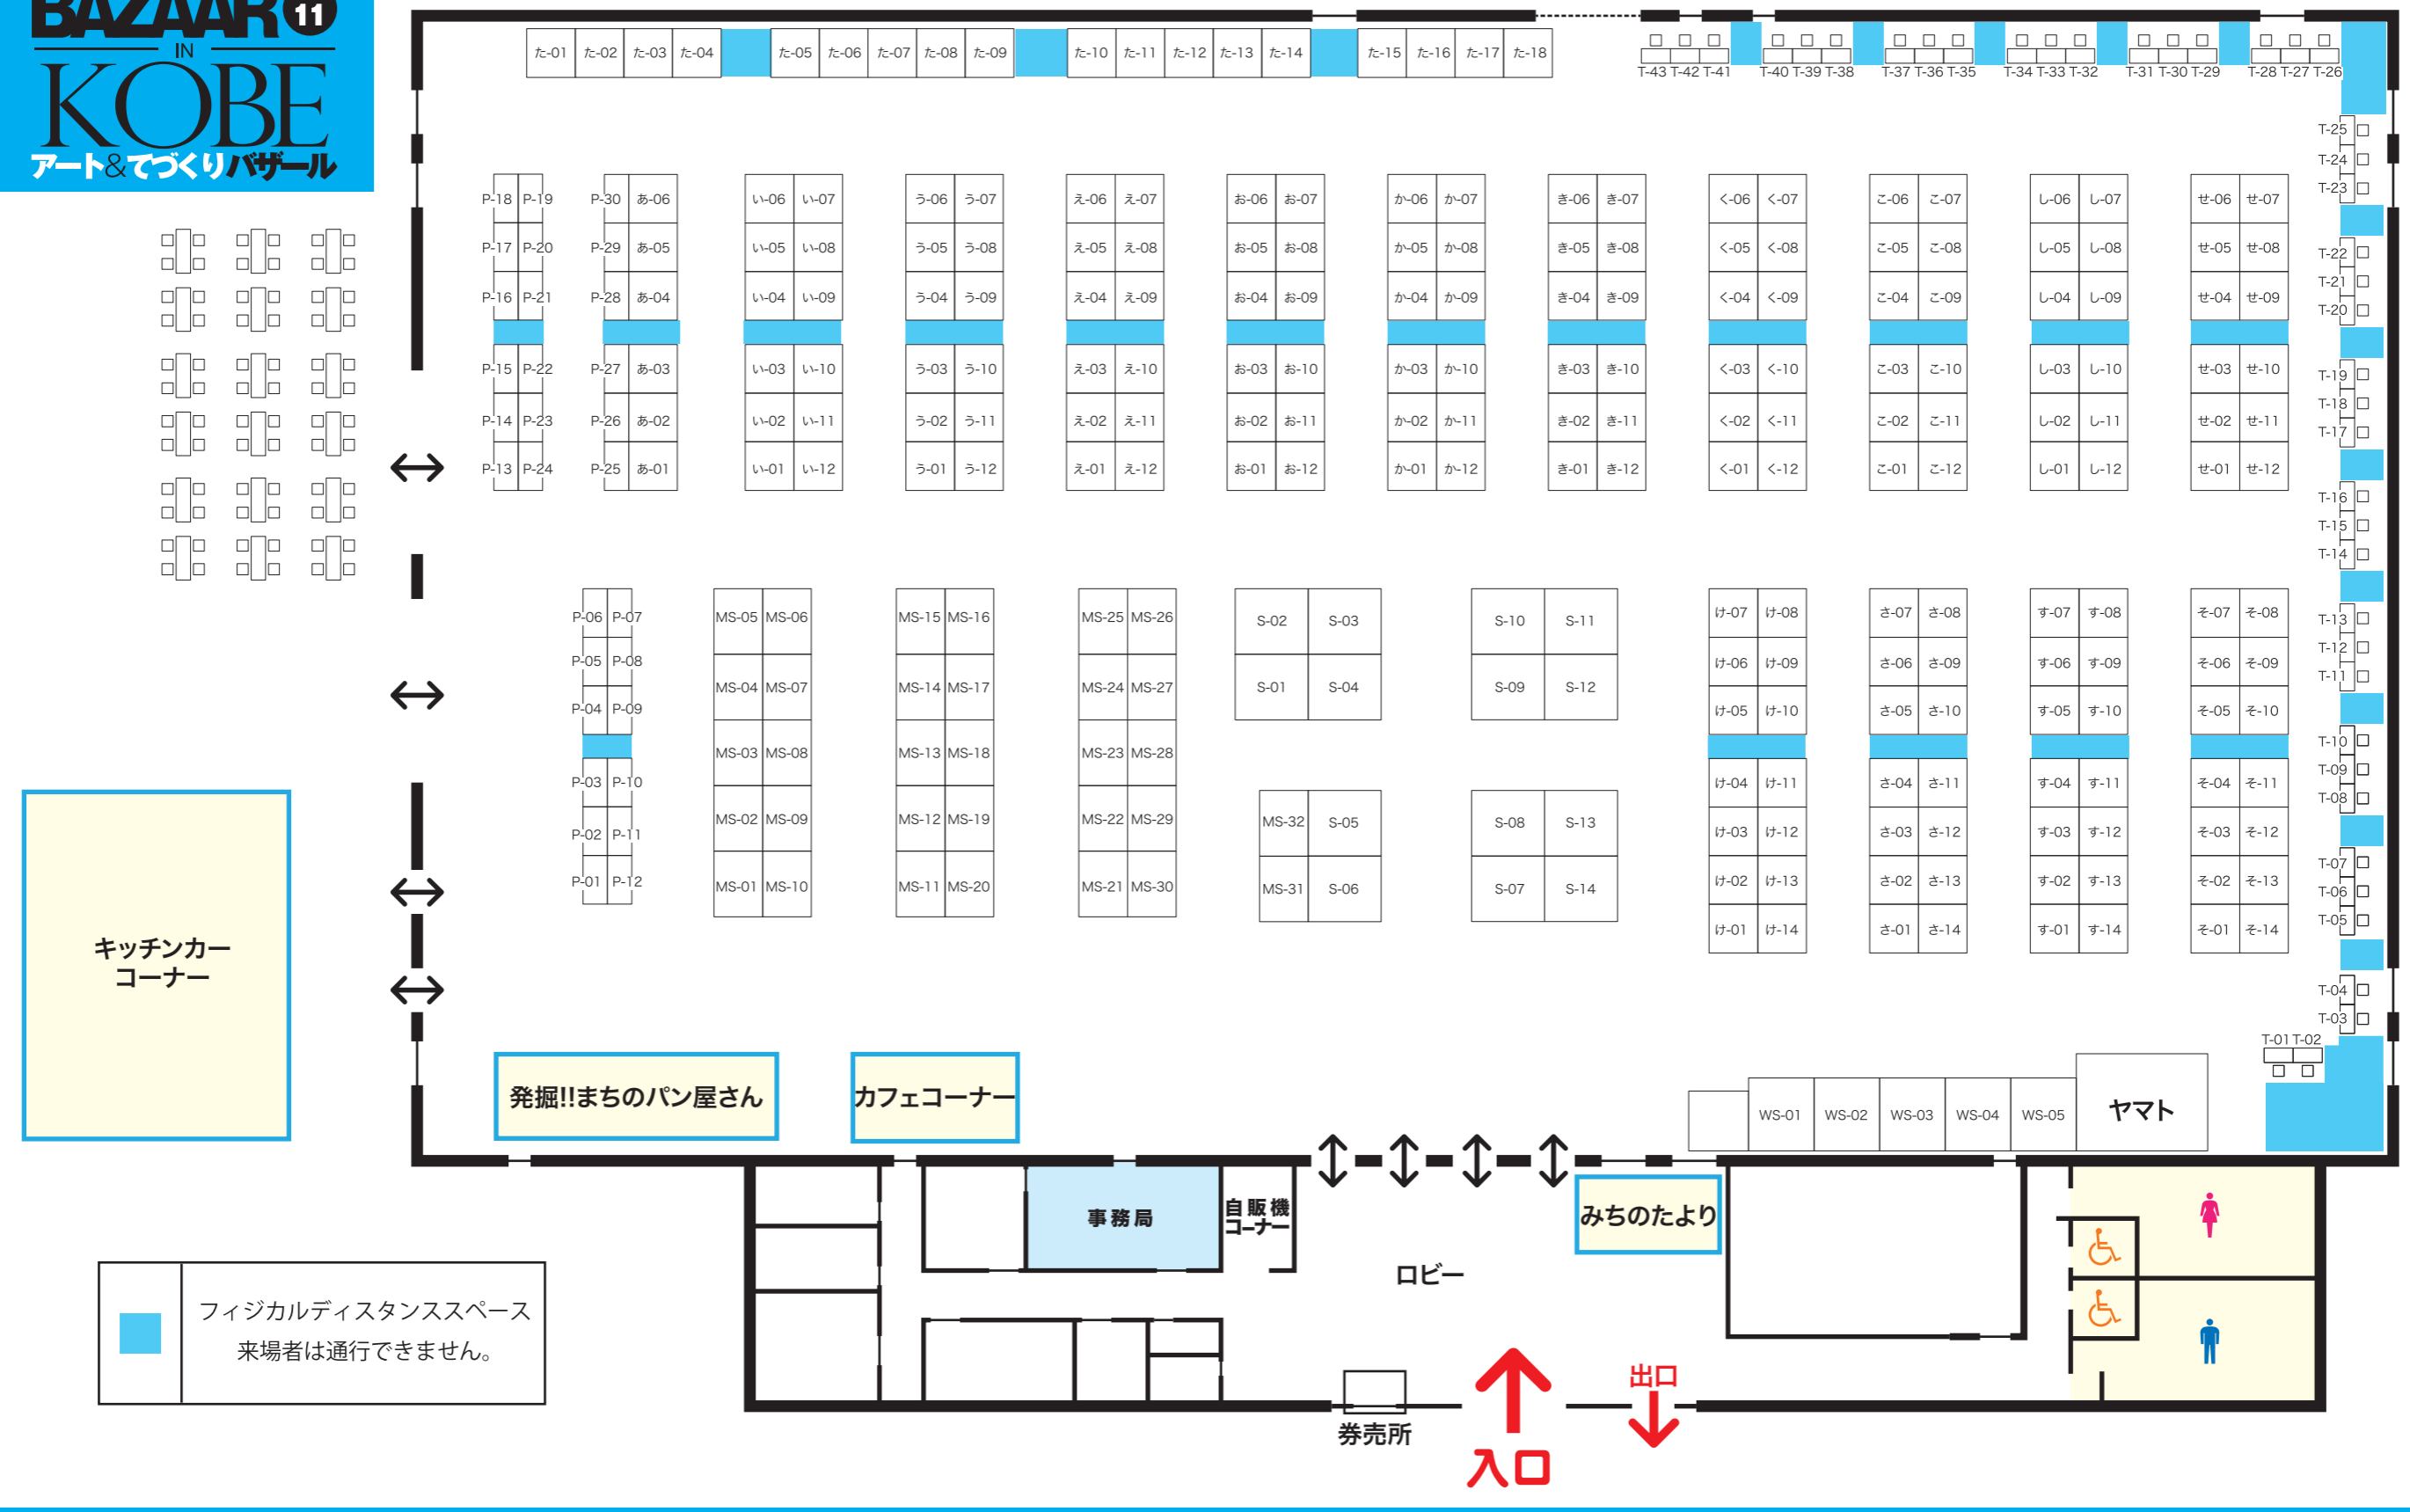 BAZAAR 11
IN
KOBE
アート&てづくりバザール
た-01 た-02 た-03 た-04 た-05 た-06 た-07 た-08 た-09 た-10 た-11 た-12 た-13 た-14 た-15 た-16 た-17 た-18
T-43 T-42 T-41 T-40 T-39 T-38 T-37 T-36 T-35 T-34 T-33 T-32 T-31 T-30 T-29 T-28 T-27 T-26
T-25
T-24
T-23
T-22
T-21
T-20
T-19
T-18
T-17
T-16
T-15
T-14
T-13
T-12
T-11
T-10
T-09
T-08
T-07
T-06
T-05
T-04
T-03
T-01 T-02
P-18 P-19 P-30 あ-06 い-06 い-07 う-06 う-07 え-06 え-07 お-06 お-07 か-06 か-07 き-06 き-07 く-06 く-07 こ-06 こ-07 し-06 し-07 せ-06 せ-07
P-17 P-20 P-29 あ-05 い-05 い-08 う-05 う-08 え-05 え-08 お-05 お-08 か-05 か-08 き-05 き-08 く-05 く-08 こ-05 こ-08 し-05 し-08 せ-05 せ-08
P-16 P-21 P-28 あ-04 い-04 い-09 う-04 う-09 え-04 え-09 お-04 お-09 か-04 か-09 き-04 き-09 く-04 く-09 こ-04 こ-09 し-04 し-09 せ-04 せ-09
P-15 P-22 P-27 あ-03 い-03 い-10 う-03 う-10 え-03 え-10 お-03 お-10 か-03 か-10 き-03 き-10 く-03 く-10 こ-03 こ-10 し-03 し-10 せ-03 せ-10
P-14 P-23 P-26 あ-02 い-02 い-11 う-02 う-11 え-02 え-11 お-02 お-11 か-02 か-11 き-02 き-11 く-02 く-11 こ-02 こ-11 し-02 し-11 せ-02 せ-11
P-13 P-24 P-25 あ-01 い-01 い-12 う-01 う-12 え-01 え-12 お-01 お-12 か-01 か-12 き-01 き-12 く-01 く-12 こ-01 こ-12 し-01 し-12 せ-01 せ-12
P-06 P-07
P-05 P-08
P-04 P-09
P-03 P-10
P-02 P-11
P-01 P-12
MS-05 MS-06 MS-15 MS-16 MS-25 MS-26
MS-04 MS-07 MS-14 MS-17 MS-24 MS-27
MS-03 MS-08 MS-13 MS-18 MS-23 MS-28
MS-02 MS-09 MS-12 MS-19 MS-22 MS-29
MS-01 MS-10 MS-11 MS-20 MS-21 MS-30
S-02 S-03 S-10 S-11
S-01 S-04 S-09 S-12
MS-32 S-05 S-08 S-13
MS-31 S-06 S-07 S-14
け-07 け-08 さ-07 さ-08 す-07 す-08 そ-07 そ-08
け-06 け-09 さ-06 さ-09 す-06 す-09 そ-06 そ-09
け-05 け-10 さ-05 さ-10 す-05 す-10 そ-05 そ-10
け-04 け-11 さ-04 さ-11 す-04 す-11 そ-04 そ-11
け-03 け-12 さ-03 さ-12 す-03 す-12 そ-03 そ-12
け-02 け-13 さ-02 さ-13 す-02 す-13 そ-02 そ-13
け-01 け-14 さ-01 さ-14 す-01 す-14 そ-01 そ-14
キッチンカー
コーナー
発掘!!まちのパン屋さん
カフェコーナー
WS-01 WS-02 WS-03 WS-04 WS-05 ヤマト
事務局
自販機
コーナー
みちのたより
ロビー
フィジカルディスタンススペース
来場者は通行できません。
券売所
入口
出口